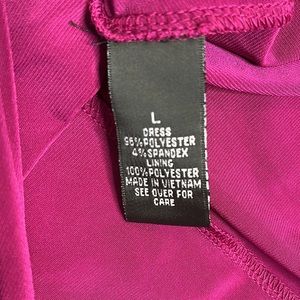 L
DRESS
96% POLYESTER
4% SPANDEX
LINING
100% POLYESTER
MADE IN VIETNAM
SEE OVER FOR
CARE